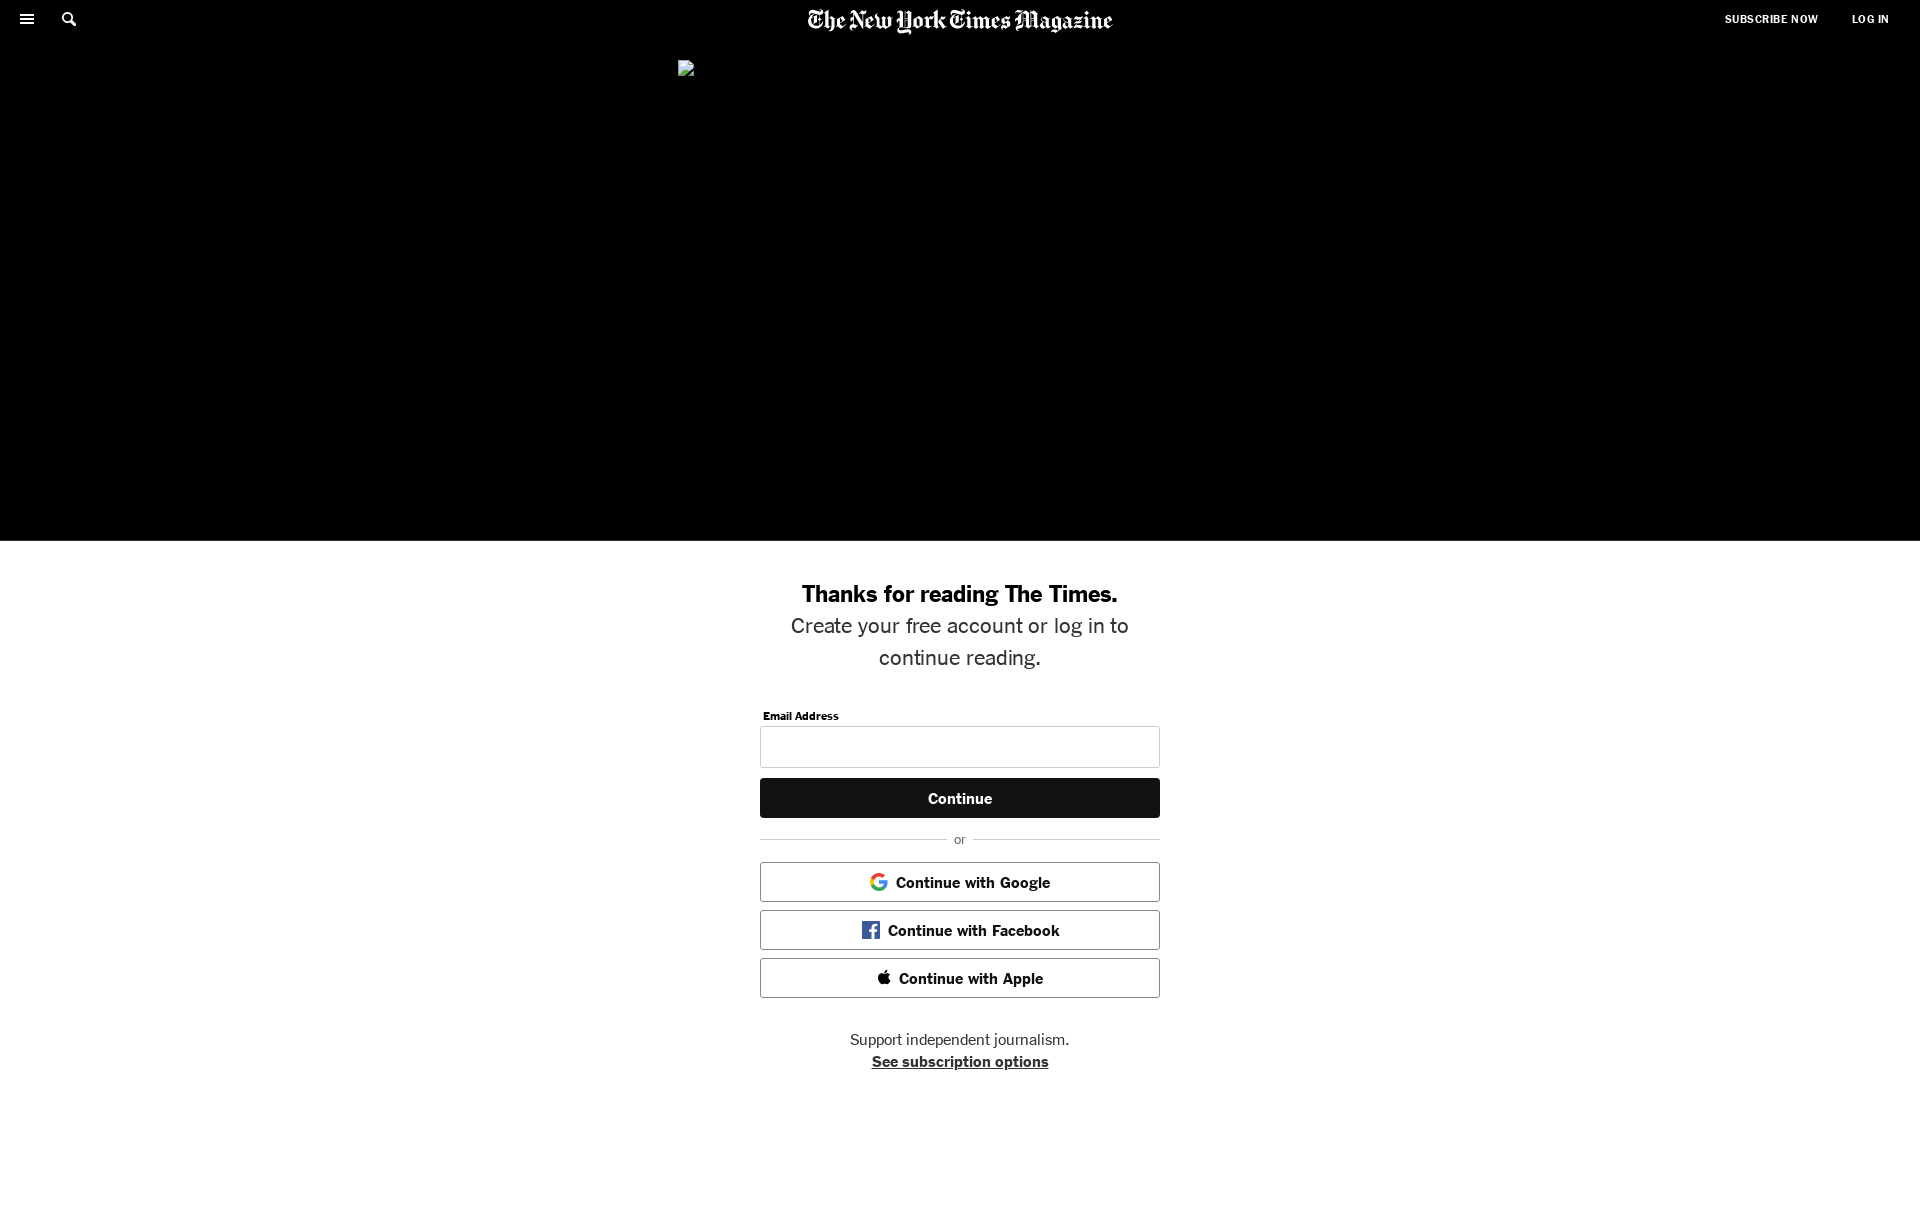 The New York Times Magazine
SUBSCRIBE NOW
LOG IN
Thanks for reading The Times.
Create your free account or log in to
continue reading.
Email Address
Continue
or
Continue with Google
Continue with Facebook
Continue with Apple
Support independent journalism.
See subscription options